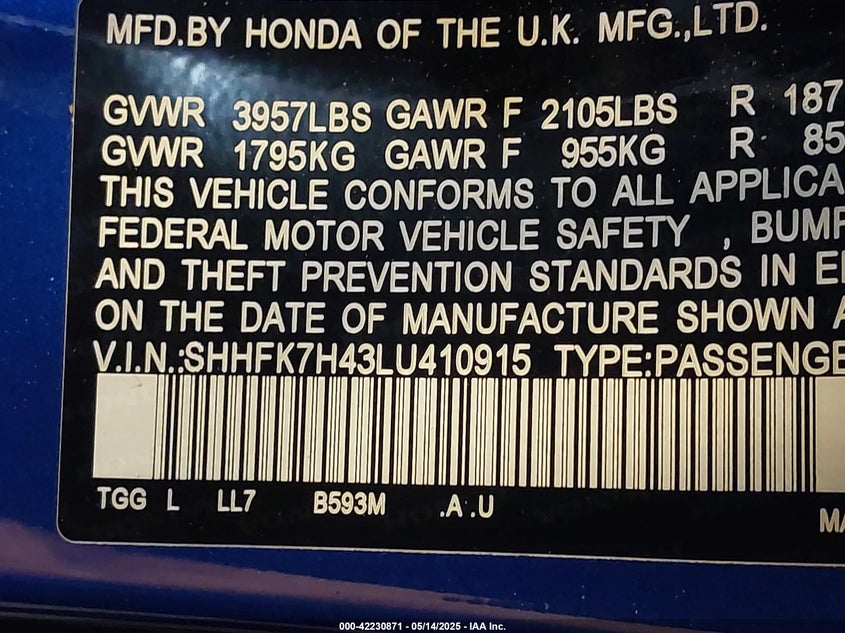 MFD.BY HONDA OF THE U.K. MFG.,LTD.
GVWR 3957LBS GAWR F 2105LBS R 187
GVWR 1795KG GAWR F 955KG R 85
THIS VEHICLE CONFORMS TO ALL APPLICA
FEDERAL MOTOR VEHICLE SAFETY , BUMP
AND THEFT PREVENTION STANDARDS IN E
ON THE DATE OF MANUFACTURE SHOWN A
V.I.N.:SHHFK7H43LU410915 TYPE:PASSENGE
TGG L LL7 B593M .A .U
MA
000-42230871 - 05/14/2025 - IAA Inc.